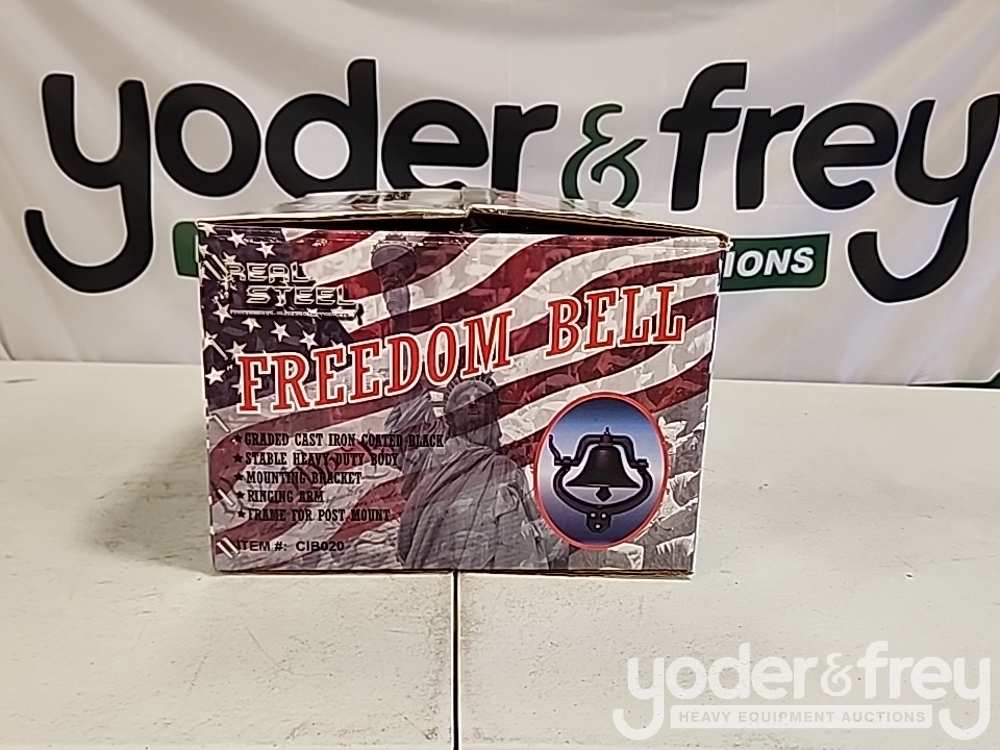 yoder & frey
IONS
REAL
STEEL
FREEDOM BELL
★GRADED CAST IRON COATED BLACK
★STABLE HEAVY-DUTY BODY
★MOUNTING BRACKET
★RINGING ARM
★FRAME FOR POST MOUNT
ITEM #: CIB020
yoder & frey
HEAVY EQUIPMENT AUCTIONS